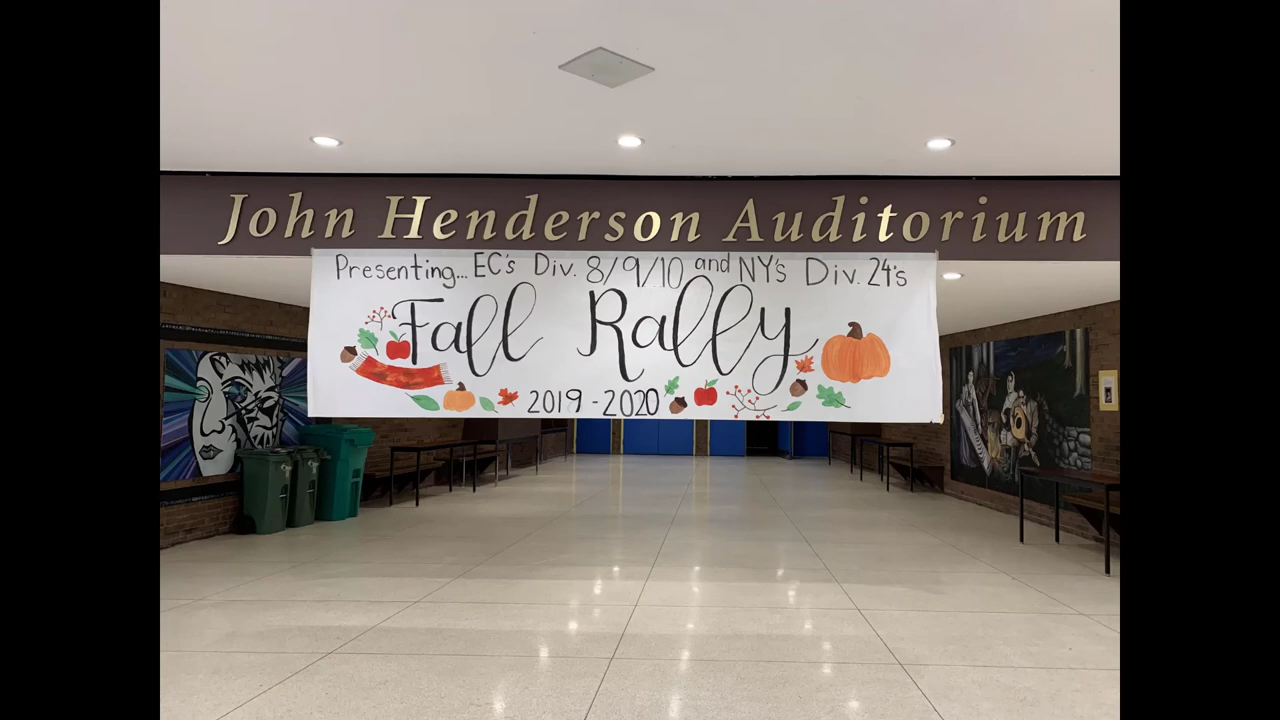 John Henderson Auditorium
Presenting... EC's Div. 8/9/10 and NY's Div. 24's
Fall Rally
2019-2020